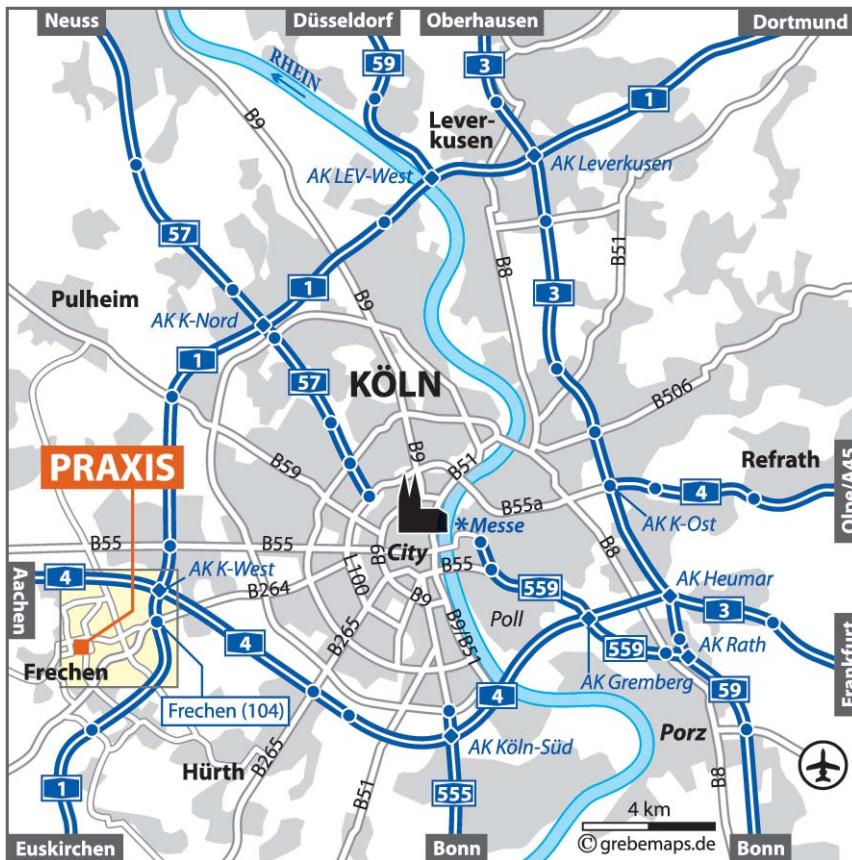 Neuss
Düsseldorf
Oberhausen
Dortmund
59
RHEIN
3
1
B9
Lever-
kusen
AK LEV-West
AK Leverkusen
57
B51
B8
1
3
B9
Pulheim
AK K-Nord
1
57
KÖLN
B506
PRAXIS
B59
B9
B51
Refrath
Olpe/A45
B55a
4
AK K-Ost
*Messe
B55
B55
City
B9
L100
B55
B8
Aachen
4
AK K-West
B264
559
AK Heumar
B9
Poll
3
B265
B9/B51
4
559
AK Rath
Frechen
4
AK Gremberg
59
Frankfurt
Frechen (104)
AK Köln-Süd
Porz
Hürth
B265
B51
B8
1
555
4 km
© grebemaps.de
Euskirchen
Bonn
Bonn